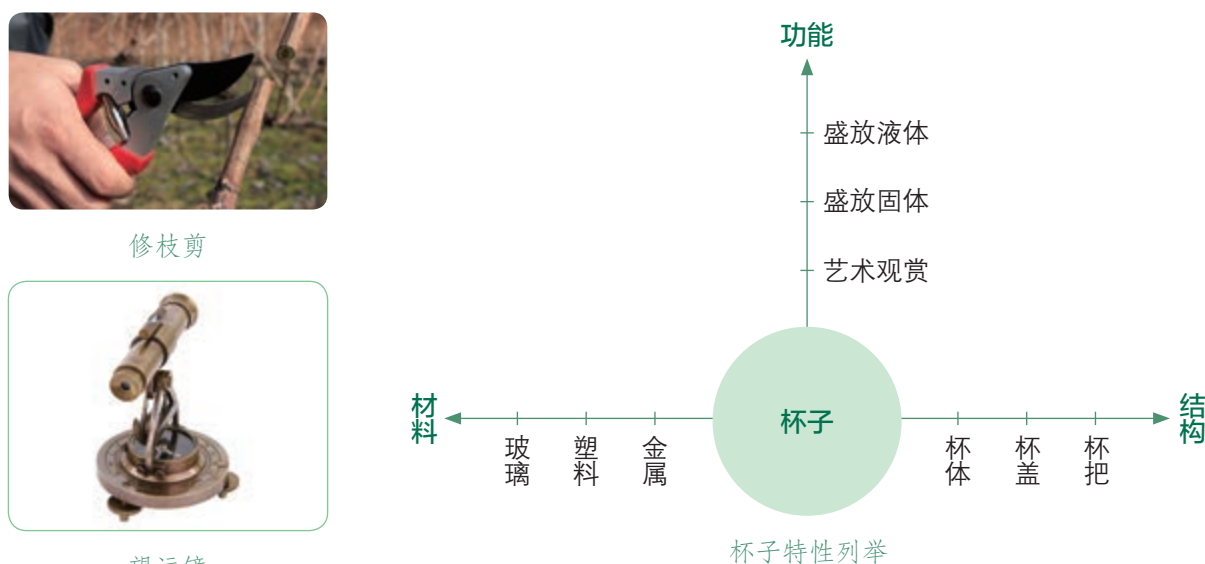 修枝剪
功能
盛放液体
盛放固体
艺术观赏
材料
玻璃
塑料
金属
杯子
杯体
杯盖
杯把
结构
杯子特性列举